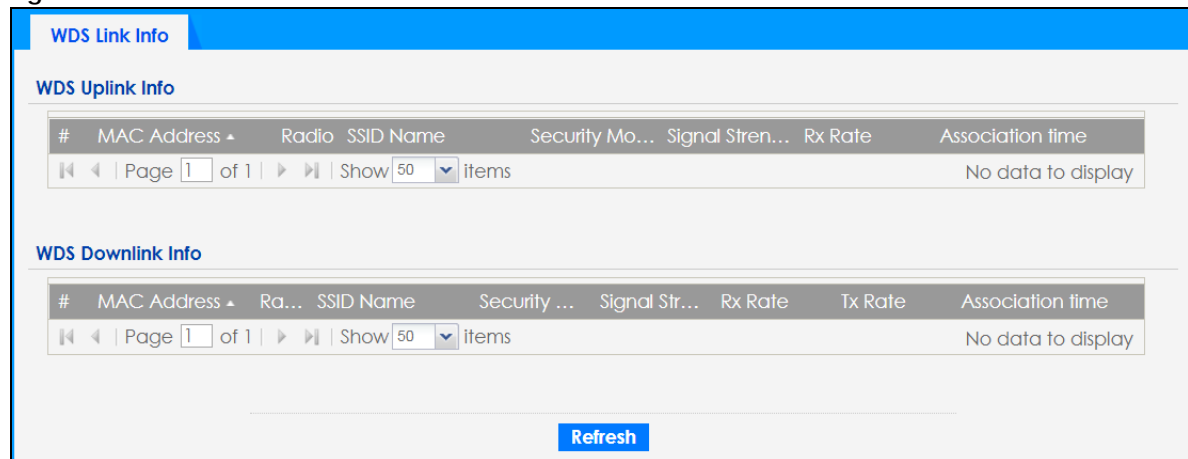 WDS Link Info
WDS Uplink Info
# MAC Address Radio SSID Name Security Mo... Signal Stren... Rx Rate Association time
Page 1 of 1 Show 50 items No data to display
WDS Downlink Info
# MAC Address Ra... SSID Name Security ... Signal Str... Rx Rate Tx Rate Association time
Page 1 of 1 Show 50 items No data to display
Refresh